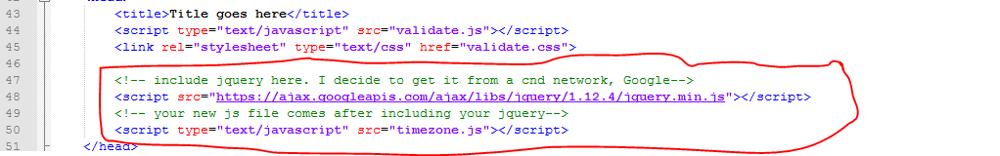 43 <title>Title goes here</title>
44 <script type="text/javascript" src="validate.js"></script>
45 <link rel="stylesheet" type="text/css" href="validate.css">
46
47 <!-- include jquery here. I decide to get it from a cnd network, Google-->
48 <script src="https://ajax.googleapis.com/ajax/libs/jquery/1.12.4/jquery.min.js"></script>
49 <!-- your new js file comes after including your jquery-->
50 <script type="text/javascript" src="timezone.js"></script>
51 </head>